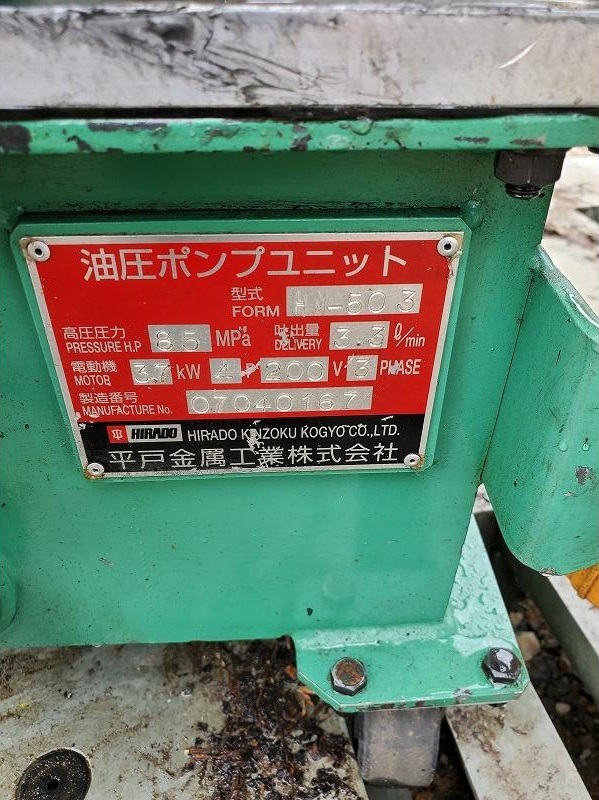 油圧ポンプユニット
型式 FORM HM-503
高圧圧力 PRESSURE H.P 85 MPa 吐出量 DELIVERY 3.3 ℓ/min
電動機 MOTOR 3.7 kW 4 P 200 V 3 PHASE
製造番号 MANUFACTURE No. 07040167
HIRADO HIRADO KINZOKU KOGYO CO., LTD.
平戸金属工業株式会社